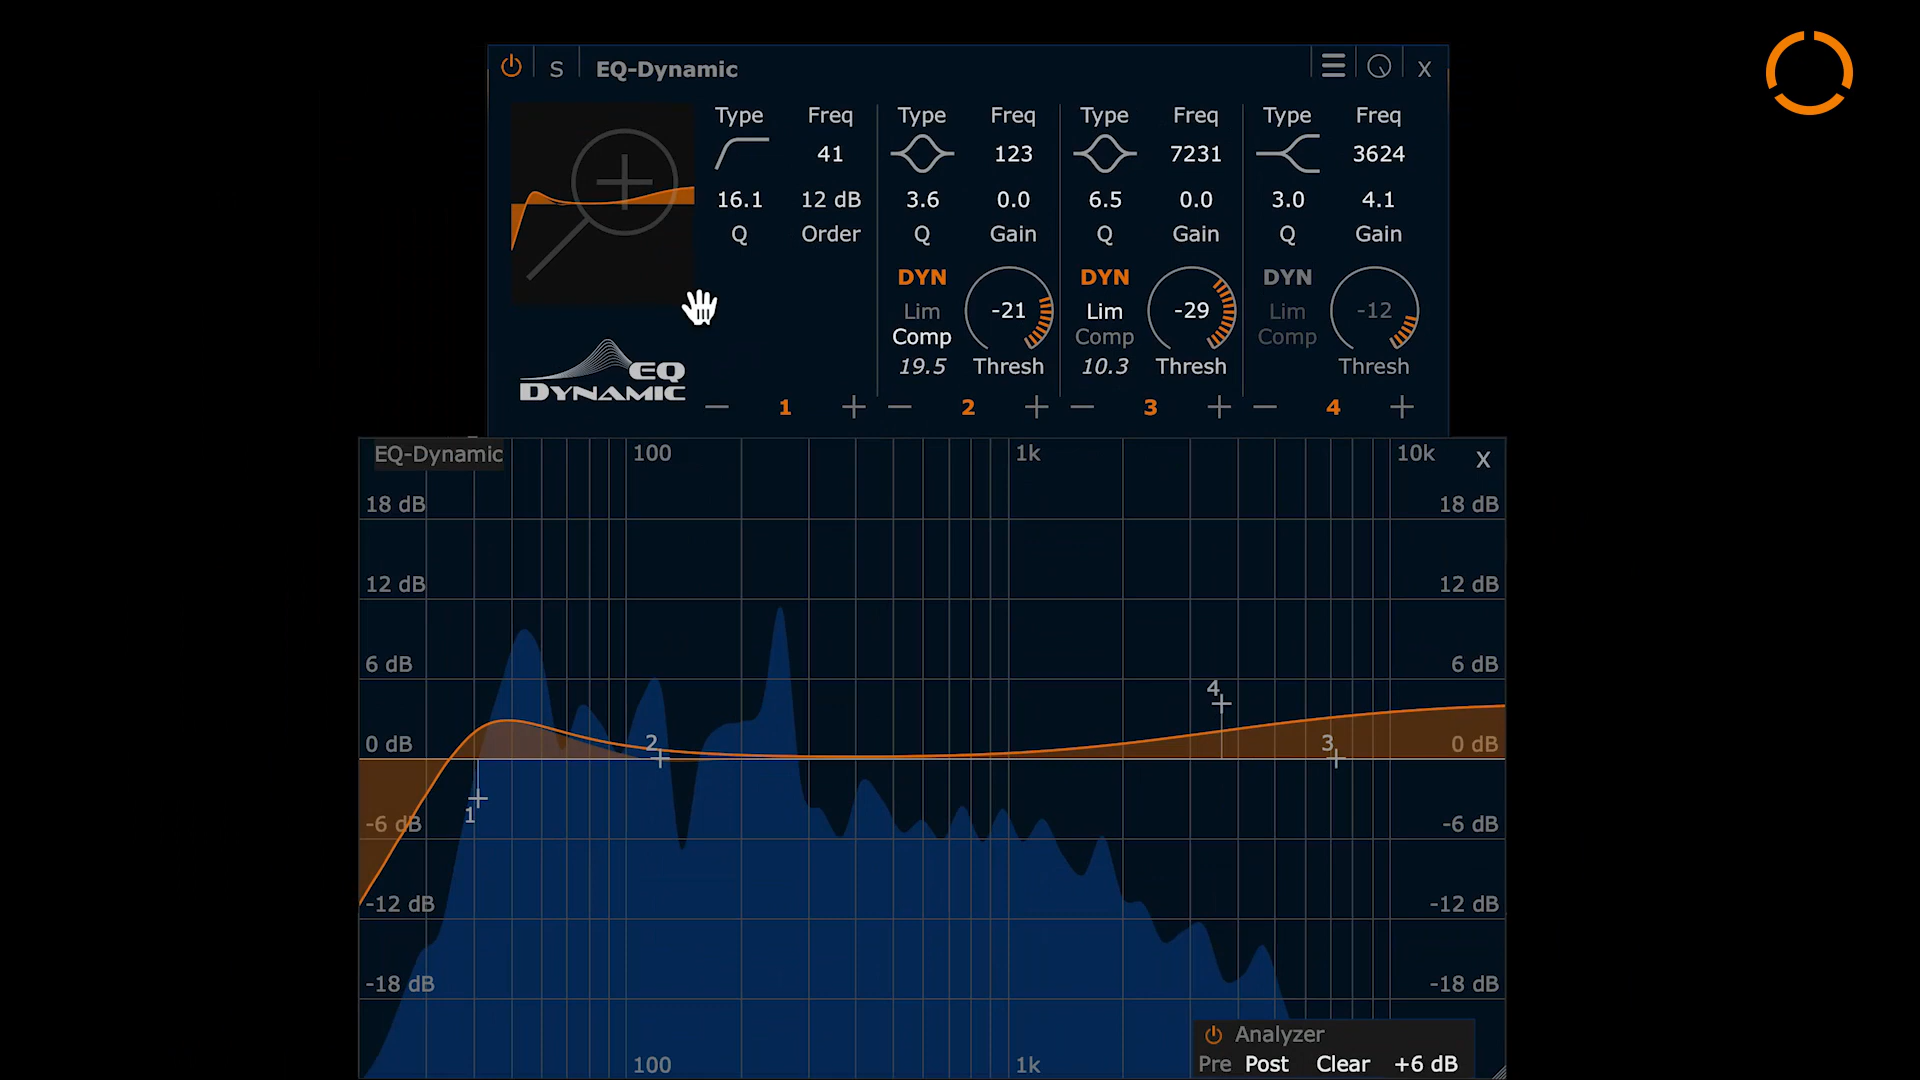 S EQ-Dynamic X
Type Freq Type Freq Type Freq Type Freq
41 123 7231 3624
16.1 12 dB 3.6 0.0 6.5 0.0 3.0 4.1
Q Order Q Gain Q Gain Q Gain
DYN DYN DYN
Lim -21 Lim -29 Lim -12
Comp Comp Comp
19.5 Thresh 10.3 Thresh Thresh
EQ
DYNAMIC
− 1 + − 2 + − 3 + − 4 +
EQ-Dynamic 100 1k 10k X
18 dB 18 dB
12 dB 12 dB
6 dB 6 dB
4
0 dB 2 3 0 dB
1
-6 dB -6 dB
-12 dB -12 dB
-18 dB -18 dB
Analyzer
100 1k Pre Post Clear +6 dB